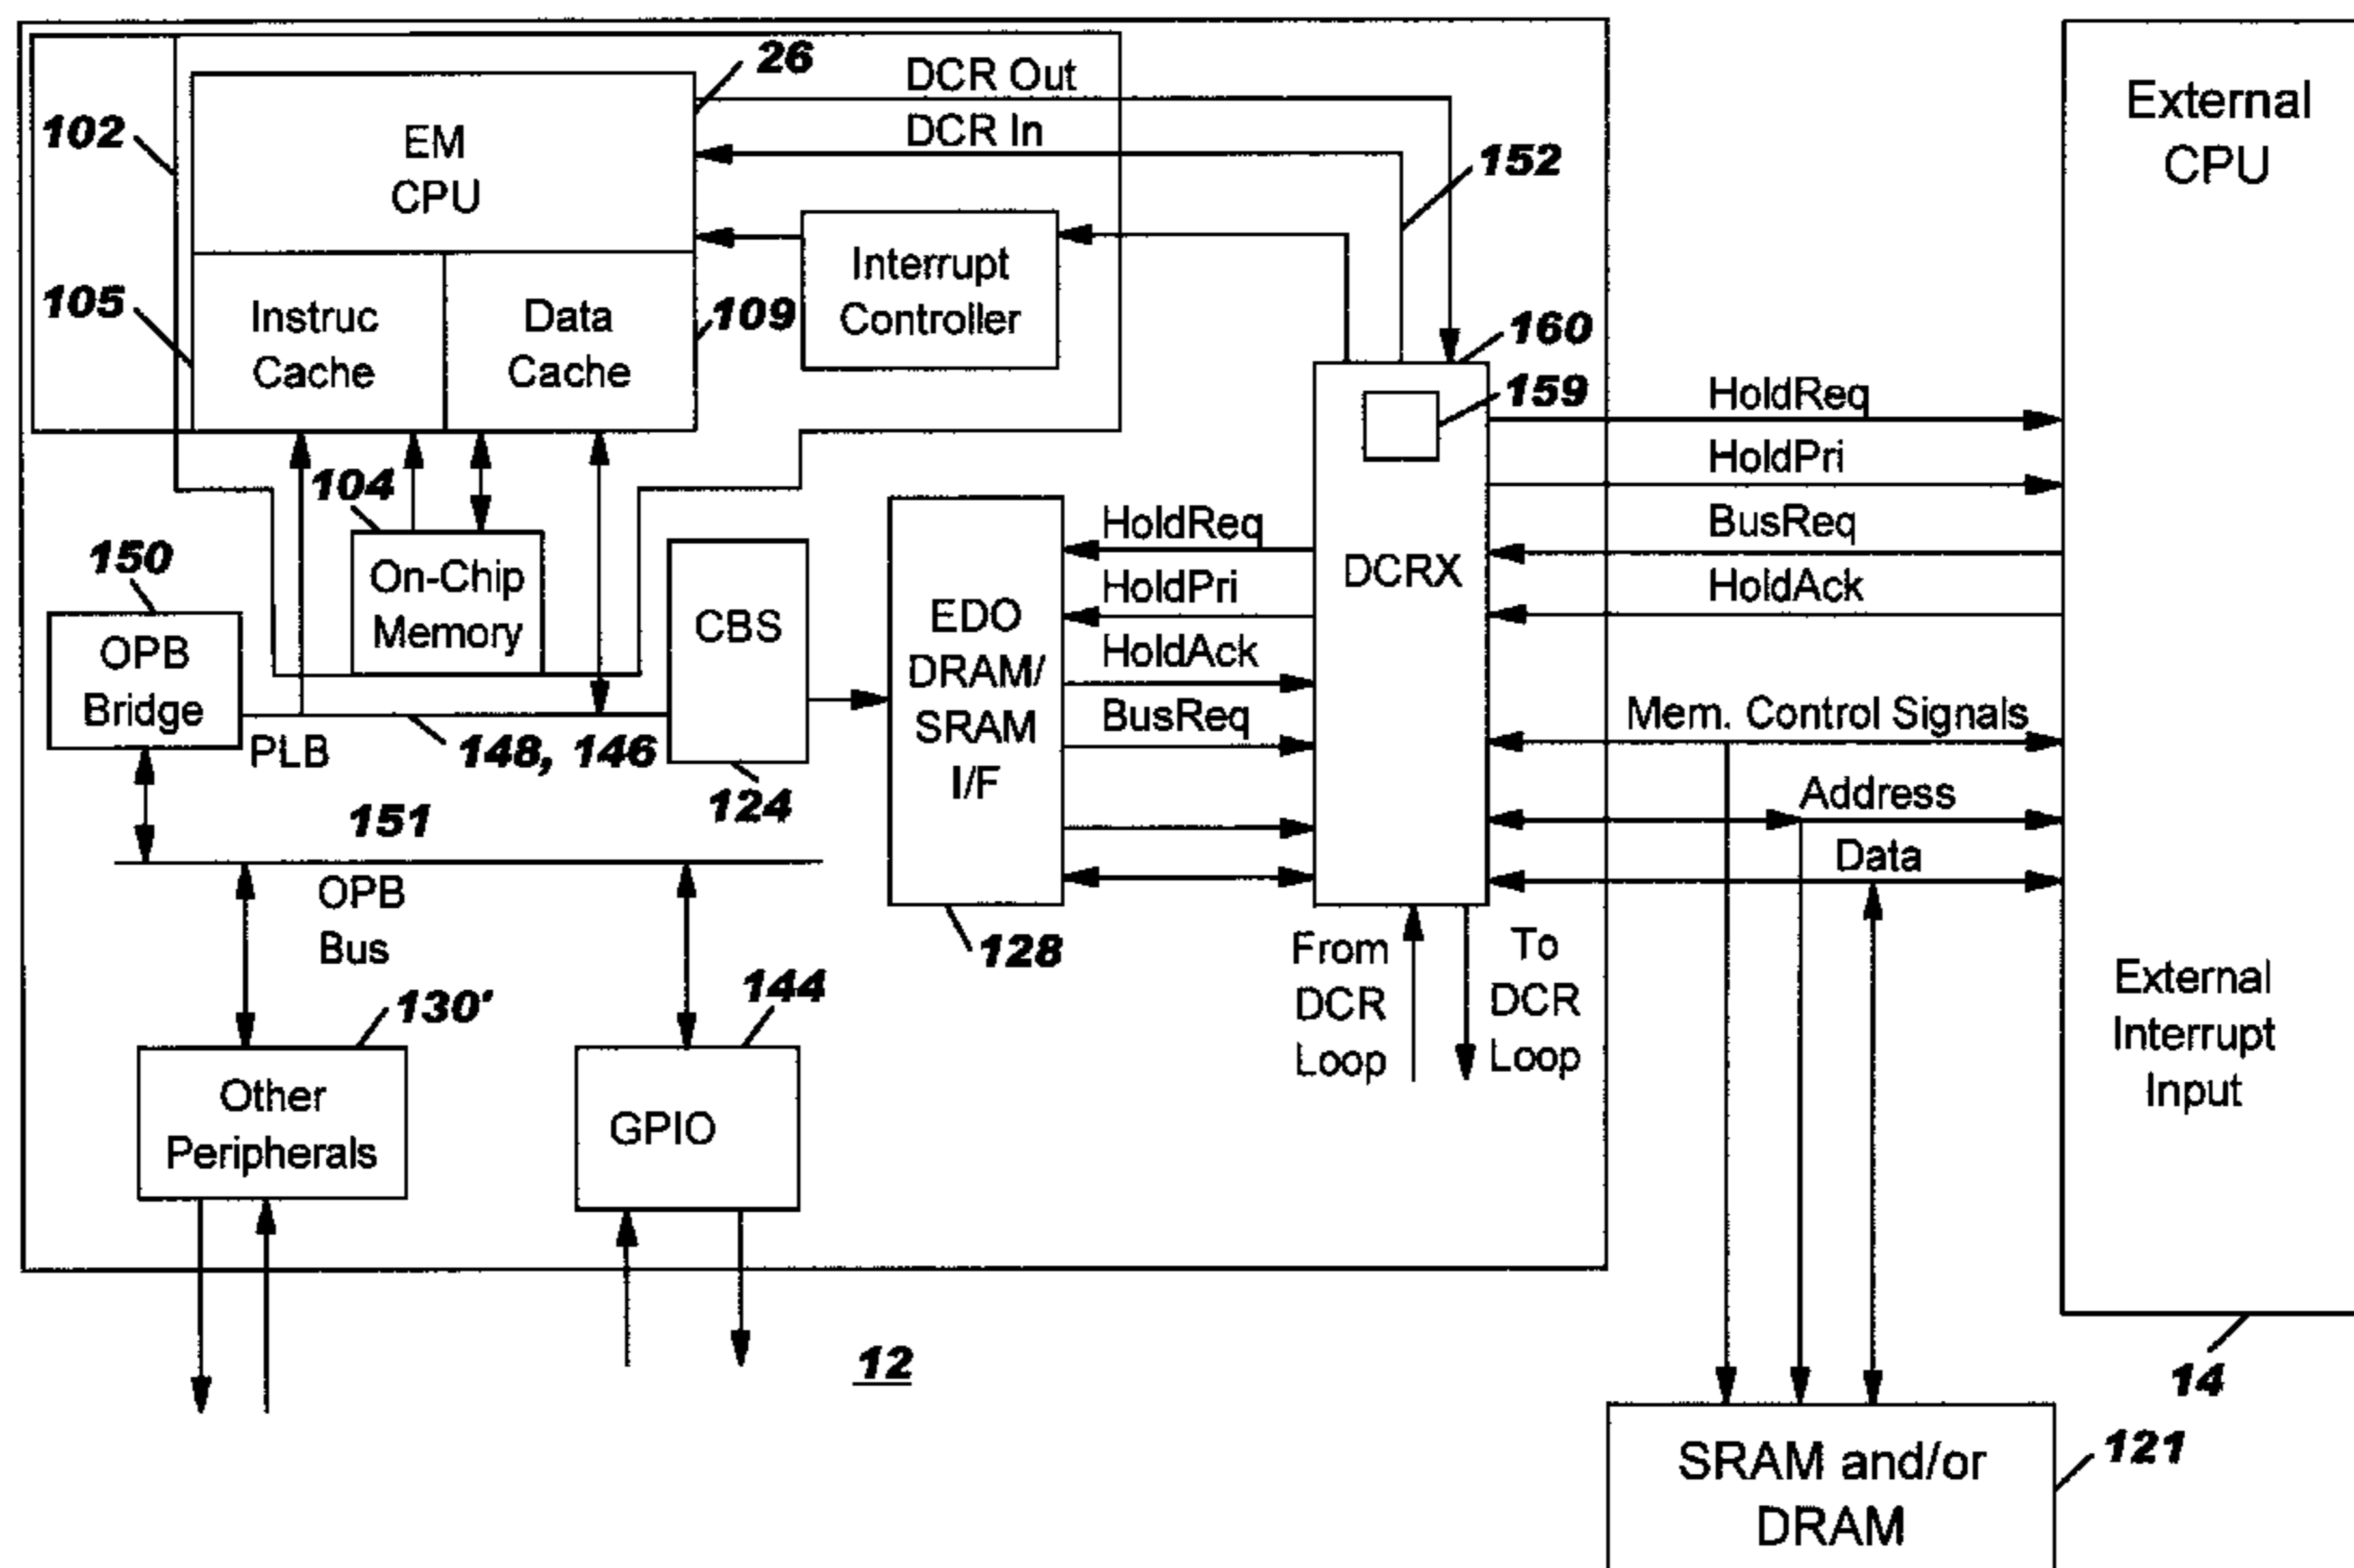 26
DCR Out
External
CPU
102
EM
CPU
DCR In
152
105
Instruc
Cache
Data
Cache
109
Interrupt
Controller
160
159
HoldReq
HoldPri
BusReq
HoldAck
104
On-Chip
Memory
150
OPB
Bridge
PLB
148, 146
CBS
124
EDO
DRAM/
SRAM
I/F
128
HoldReq
HoldPri
HoldAck
BusReq
DCRX
Mem. Control Signals
Address
Data
151
OPB
Bus
From
DCR
Loop
To
DCR
Loop
External
Interrupt
Input
130'
Other
Peripherals
144
GPIO
12
14
SRAM and/or
DRAM
121